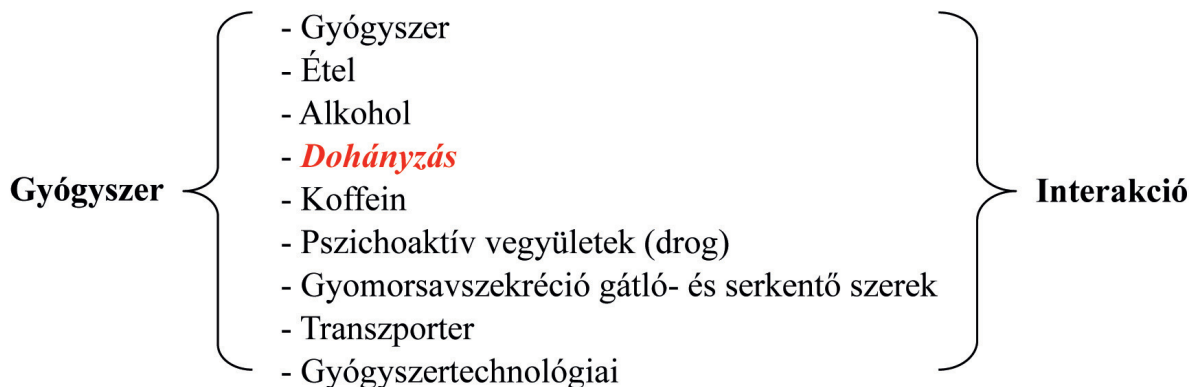 Gyógyszer
- Gyógyszer
- Étel
- Alkohol
- Dohányzás
- Koffein
- Pszichoaktív vegyületek (drog)
- Gyomorsavszekréció gátló- és serkentő szerek
- Transzporter
- Gyógyszertechnológiai
Interakció